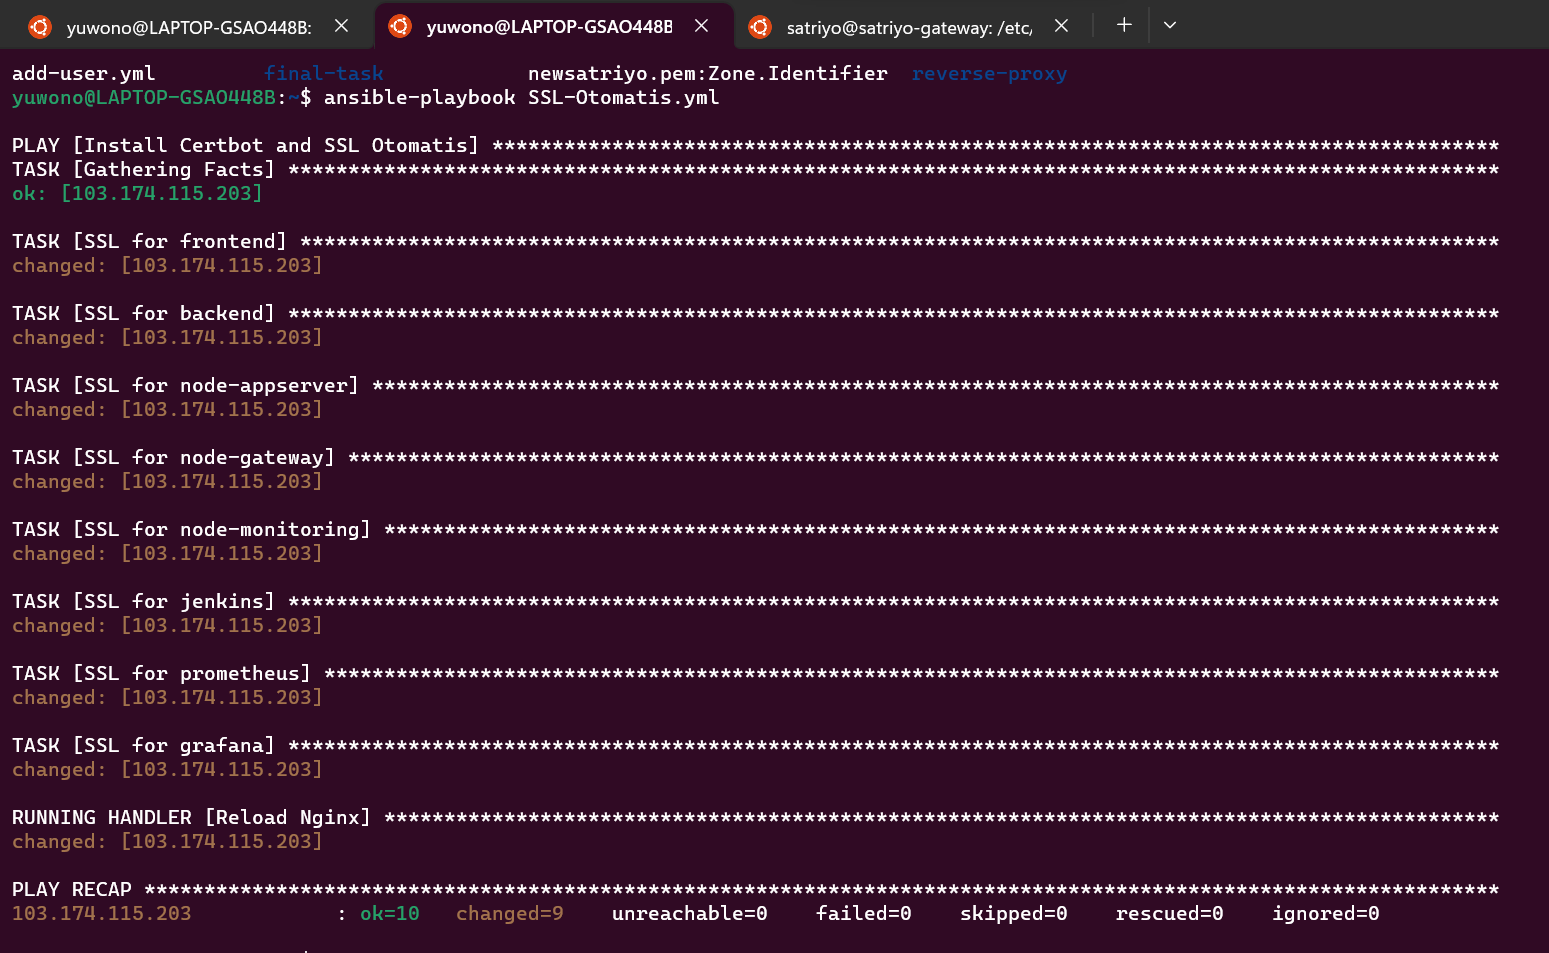 yuwono@LAPTOP-GSAO448B: yuwono@LAPTOP-GSAO448B satriyo@satriyo-gateway: /etc/
add-user.yml final-task newsatriyo.pem:Zone.Identifier reverse-proxy
yuwono@LAPTOP-GSAO448B:~$ ansible-playbook SSL-Otomatis.yml
PLAY [Install Certbot and SSL Otomatis] ************************************************************************************
TASK [Gathering Facts] *****************************************************************************************************
ok: [103.174.115.203]
TASK [SSL for frontend] ****************************************************************************************************
changed: [103.174.115.203]
TASK [SSL for backend] *****************************************************************************************************
changed: [103.174.115.203]
TASK [SSL for node-appserver] **********************************************************************************************
changed: [103.174.115.203]
TASK [SSL for node-gateway] ************************************************************************************************
changed: [103.174.115.203]
TASK [SSL for node-monitoring] *********************************************************************************************
changed: [103.174.115.203]
TASK [SSL for jenkins] *****************************************************************************************************
changed: [103.174.115.203]
TASK [SSL for prometheus] **************************************************************************************************
changed: [103.174.115.203]
TASK [SSL for grafana] *****************************************************************************************************
changed: [103.174.115.203]
RUNNING HANDLER [Reload Nginx] *********************************************************************************************
changed: [103.174.115.203]
PLAY RECAP *****************************************************************************************************************
103.174.115.203 : ok=10 changed=9 unreachable=0 failed=0 skipped=0 rescued=0 ignored=0